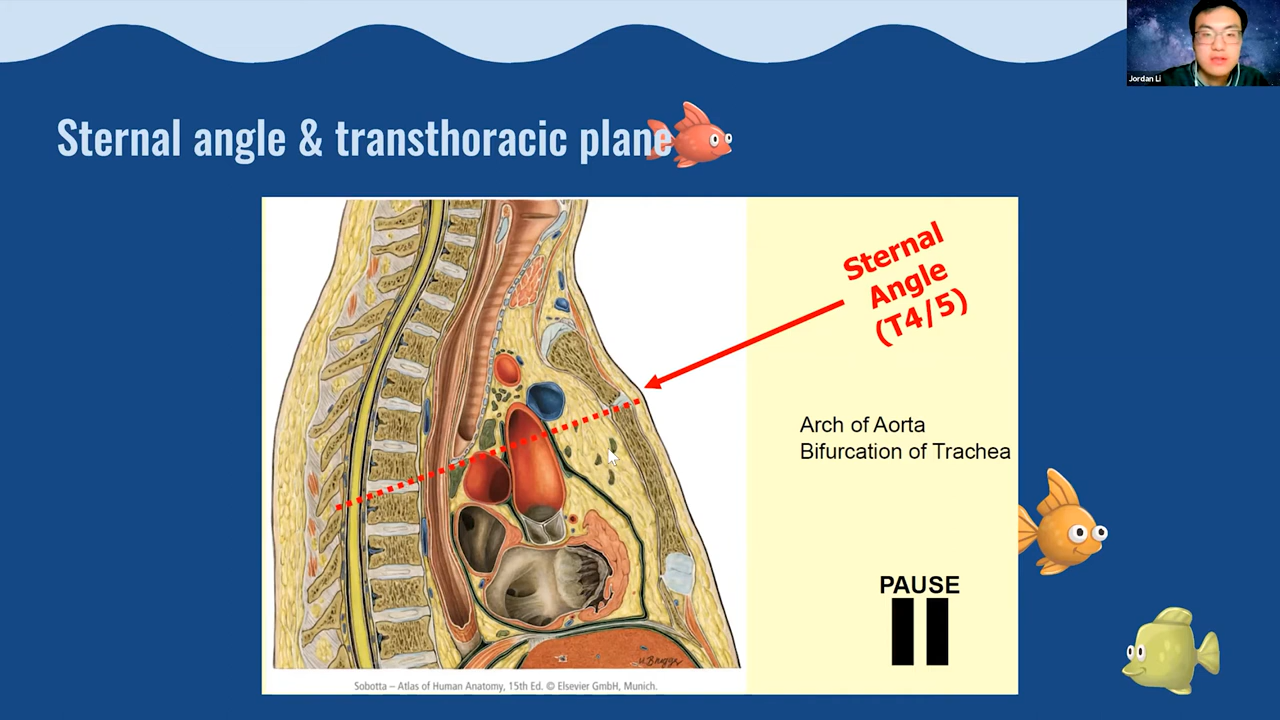 Jordan Li
Sternal angle & transthoracic plane
Sternal
Angle
(T4/5)
Arch of Aorta
Bifurcation of Trachea
PAUSE
Sobotta – Atlas of Human Anatomy, 15th Ed. © Elsevier GmbH, Munich.